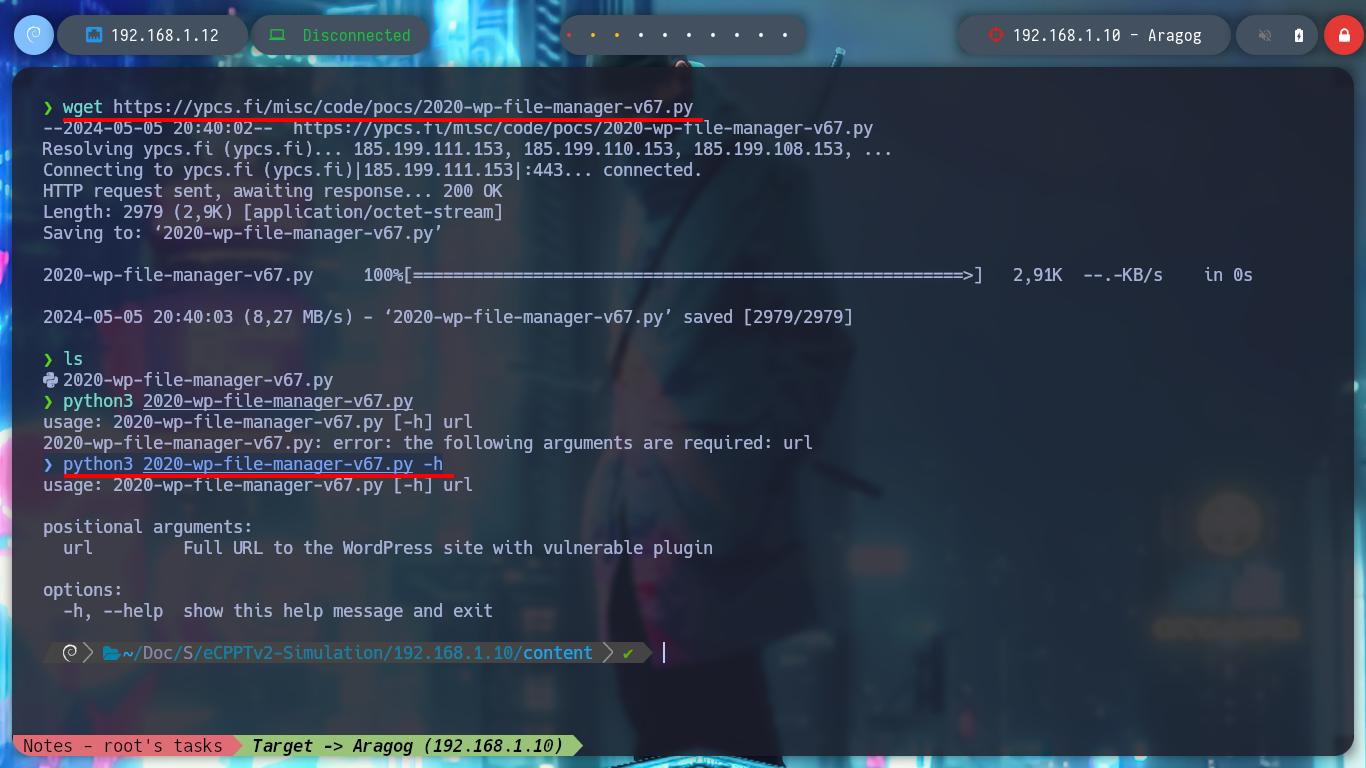 192.168.1.12
Disconnected
192.168.1.10 - Aragog
❯ wget https://ypcs.fi/misc/code/pocs/2020-wp-file-manager-v67.py
--2024-05-05 20:40:02--  https://ypcs.fi/misc/code/pocs/2020-wp-file-manager-v67.py
Resolving ypcs.fi (ypcs.fi)... 185.199.111.153, 185.199.110.153, 185.199.108.153, ...
Connecting to ypcs.fi (ypcs.fi)|185.199.111.153|:443... connected.
HTTP request sent, awaiting response... 200 OK
Length: 2979 (2,9K) [application/octet-stream]
Saving to: ‘2020-wp-file-manager-v67.py’
2020-wp-file-manager-v67.py     100%[=======================================================>]   2,91K  --.-KB/s    in 0s
2024-05-05 20:40:03 (8,27 MB/s) - ‘2020-wp-file-manager-v67.py’ saved [2979/2979]
❯ ls
2020-wp-file-manager-v67.py
❯ python3 2020-wp-file-manager-v67.py
usage: 2020-wp-file-manager-v67.py [-h] url
2020-wp-file-manager-v67.py: error: the following arguments are required: url
❯ python3 2020-wp-file-manager-v67.py -h
usage: 2020-wp-file-manager-v67.py [-h] url
positional arguments:
  url         Full URL to the WordPress site with vulnerable plugin
options:
  -h, --help  show this help message and exit
~/Doc/S/eCPPTv2-Simulation/192.168.1.10/content ✔
Notes - root's tasks  Target -> Aragog (192.168.1.10)